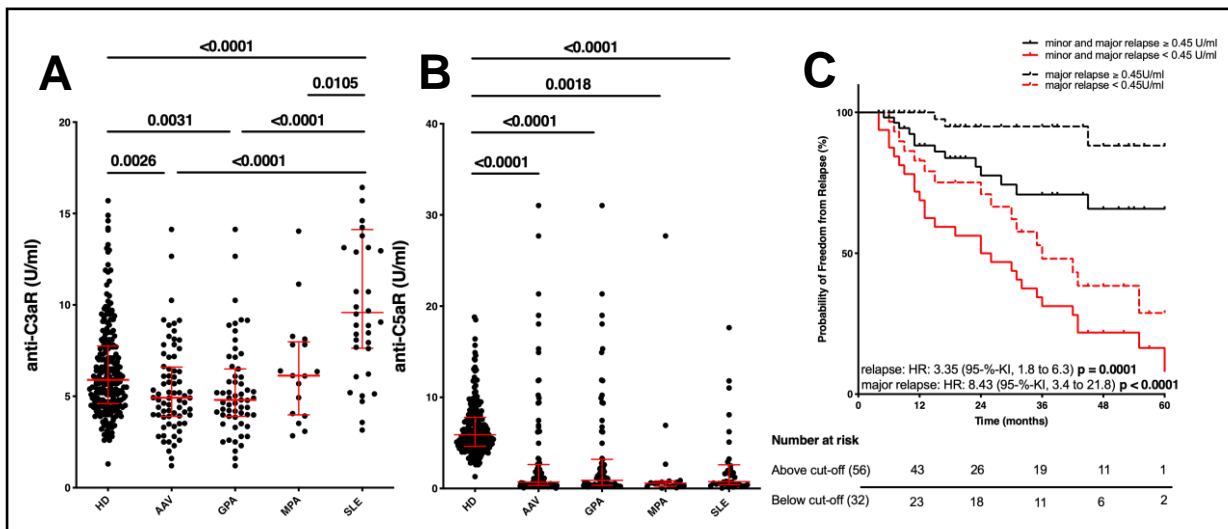 A
<0.0001
0.0105
0.0031
<0.0001
0.0026
<0.0001
anti-C3aR (U/ml)
20
15
10
5
0
HD
AAV
GPA
MPA
SLE
B
<0.0001
0.0018
<0.0001
<0.0001
anti-C5aR (U/ml)
40
30
20
10
0
HD
AAV
GPA
MPA
SLE
C
minor and major relapse ≥ 0.45 U/ml
minor and major relapse < 0.45 U/ml
major relapse ≥ 0.45U/ml
major relapse < 0.45U/ml
Probability of Freedom from Relapse (%)
100
50
0
relapse: HR: 3.35 (95-%-KI, 1.8 to 6.3) p = 0.0001
major relapse: HR: 8.43 (95-%-KI, 3.4 to 21.8) p < 0.0001
0 12 24 36 48 60
Time (months)
Number at risk
Above cut-off (56) 43 26 19 11 1
Below cut-off (32) 23 18 11 6 2